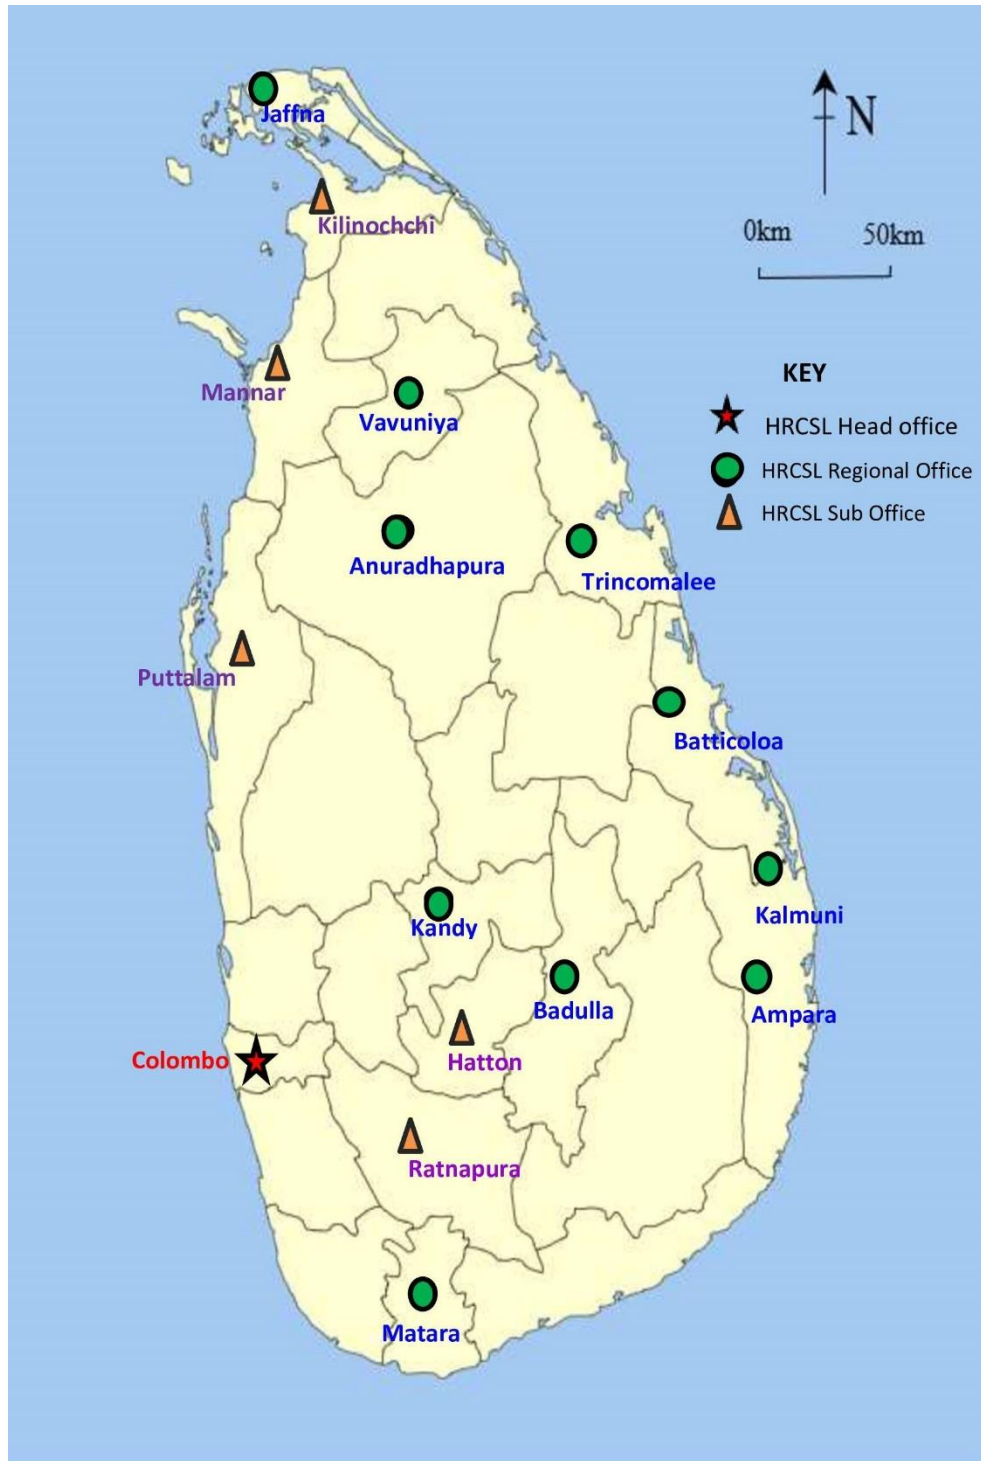 Jaffna
N
Kilinochchi
0km 50km
KEY
Mannar
Vavuniya
HRCSL Head office
HRCSL Regional Office
HRCSL Sub Office
Anuradhapura
Trincomalee
Puttalam
Batticoloa
Kalmuni
Kandy
Badulla
Ampara
Colombo
Hatton
Ratnapura
Matara